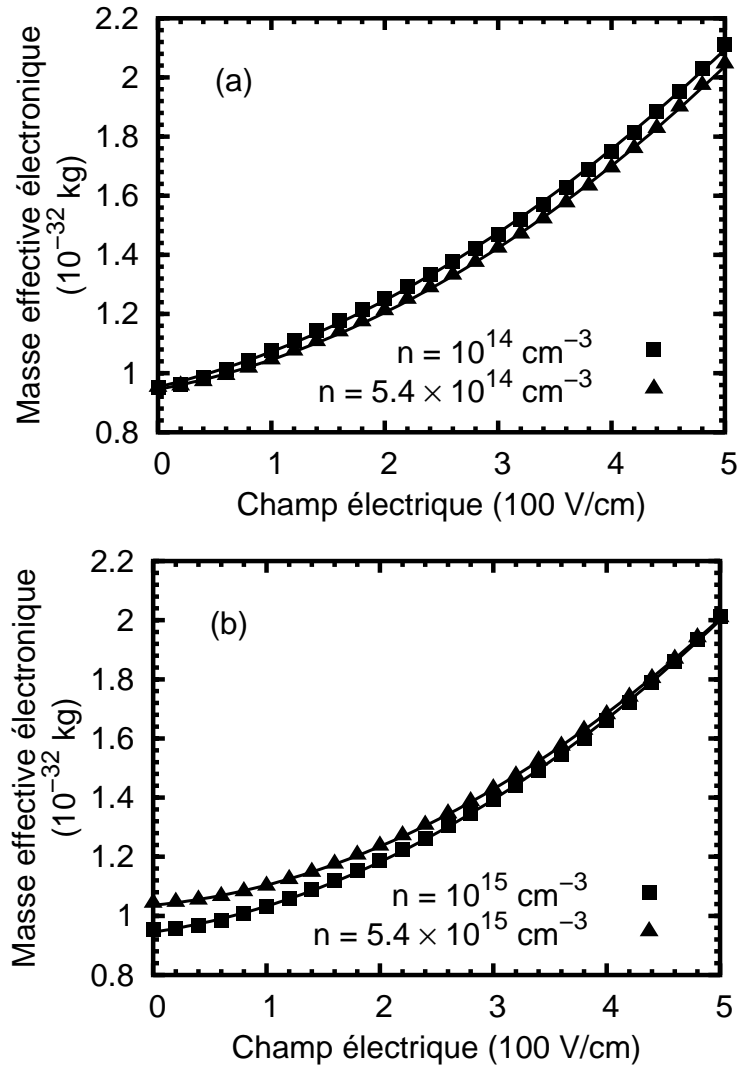 2.2
2
1.8
1.6
1.4
1.2
1
0.8
Masse effective électronique
(10⁻³² kg)
(a)
n = 10¹⁴ cm⁻³
n = 5.4 × 10¹⁴ cm⁻³
0 1 2 3 4 5
Champ électrique (100 V/cm)
2.2
2
1.8
1.6
1.4
1.2
1
0.8
Masse effective électronique
(10⁻³² kg)
(b)
n = 10¹⁵ cm⁻³
n = 5.4 × 10¹⁵ cm⁻³
0 1 2 3 4 5
Champ électrique (100 V/cm)